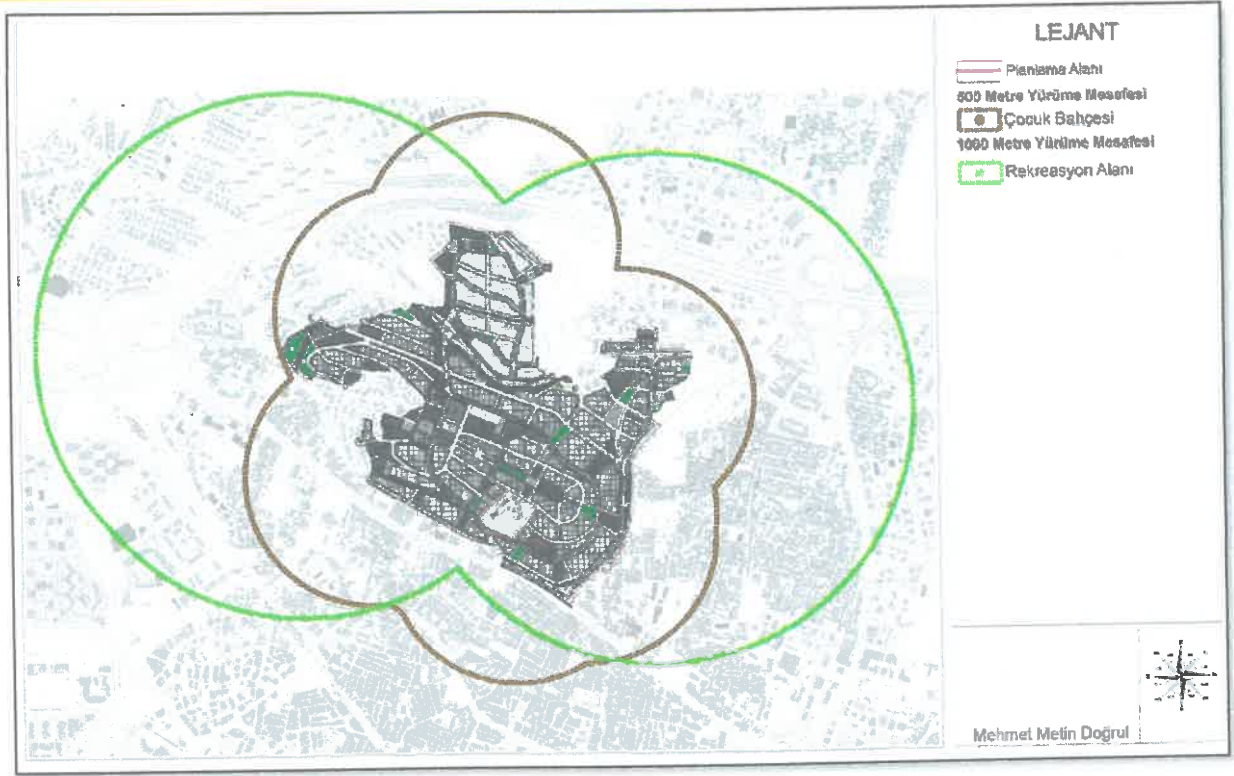 LEJANT
Planlama Alanı
500 Metre Yürüme Mesafesi
Çocuk Bahçesi
1000 Metre Yürüme Mesafesi
Rekreasyon Alanı
Mehmet Metin Doğrul